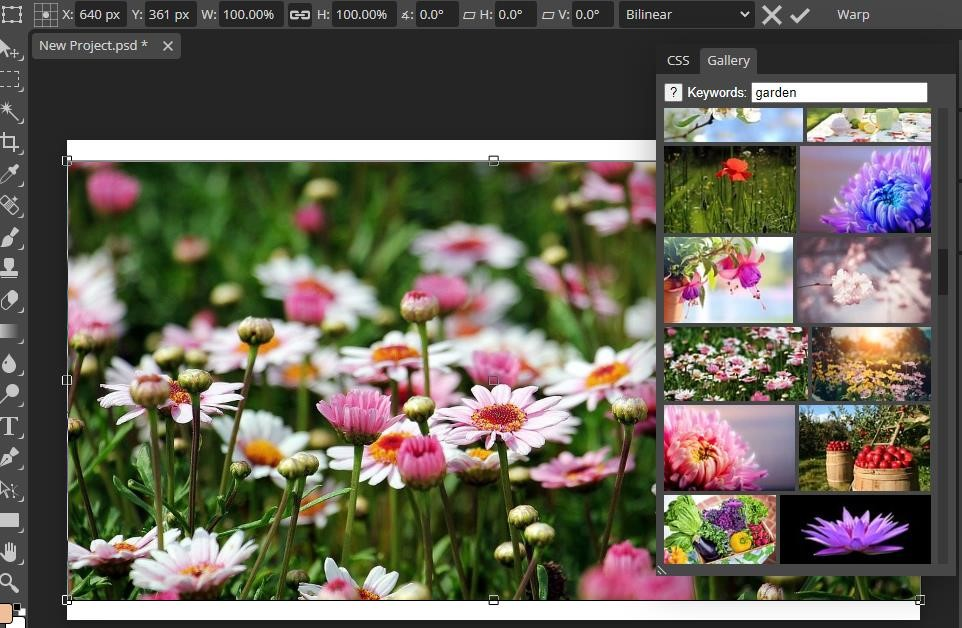 X: 640 px Y: 361 px W: 100.00% H: 100.00% ∡: 0.0° H: 0.0° V: 0.0° Bilinear Warp
New Project.psd * ×
CSS Gallery
? Keywords: garden
T